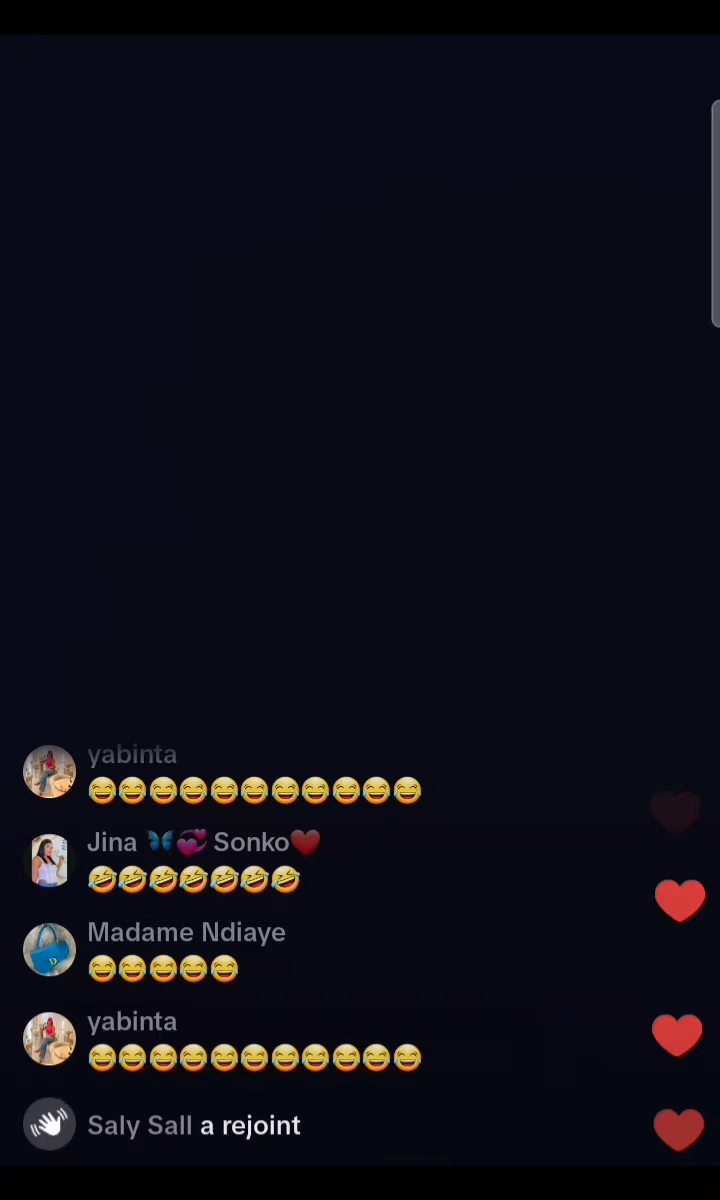 yabinta
😂😂😂😂😂😂😂😂😂😂😂
Jina 🦋💞 Sonko❤️
🤣🤣🤣🤣🤣🤣🤣
Madame Ndiaye
😂😂😂😂😂
yabinta
😂😂😂😂😂😂😂😂😂😂😂
Saly Sall a rejoint